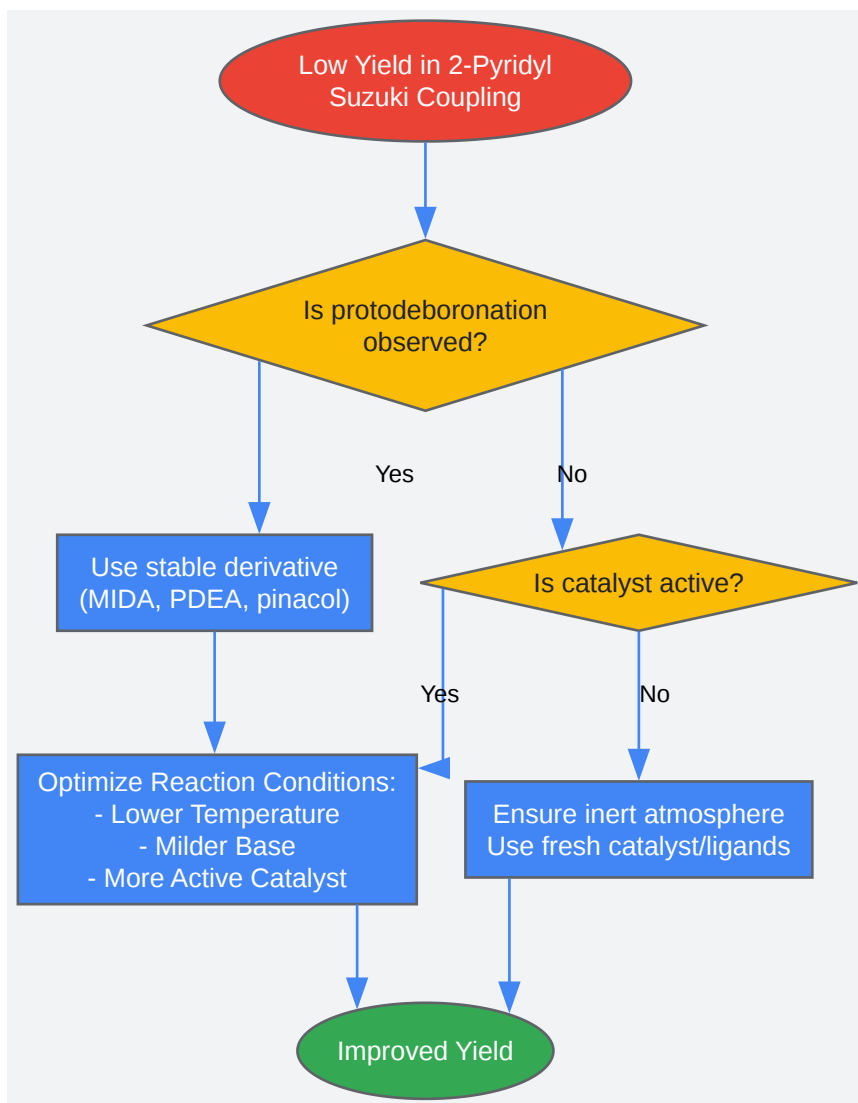 Low Yield in 2-Pyridyl
Suzuki Coupling
Is protodeboronation
observed?
Yes
No
Use stable derivative
(MIDA, PDEA, pinacol)
Is catalyst active?
Yes
No
Optimize Reaction Conditions:
- Lower Temperature
- Milder Base
- More Active Catalyst
Ensure inert atmosphere
Use fresh catalyst/ligands
Improved Yield